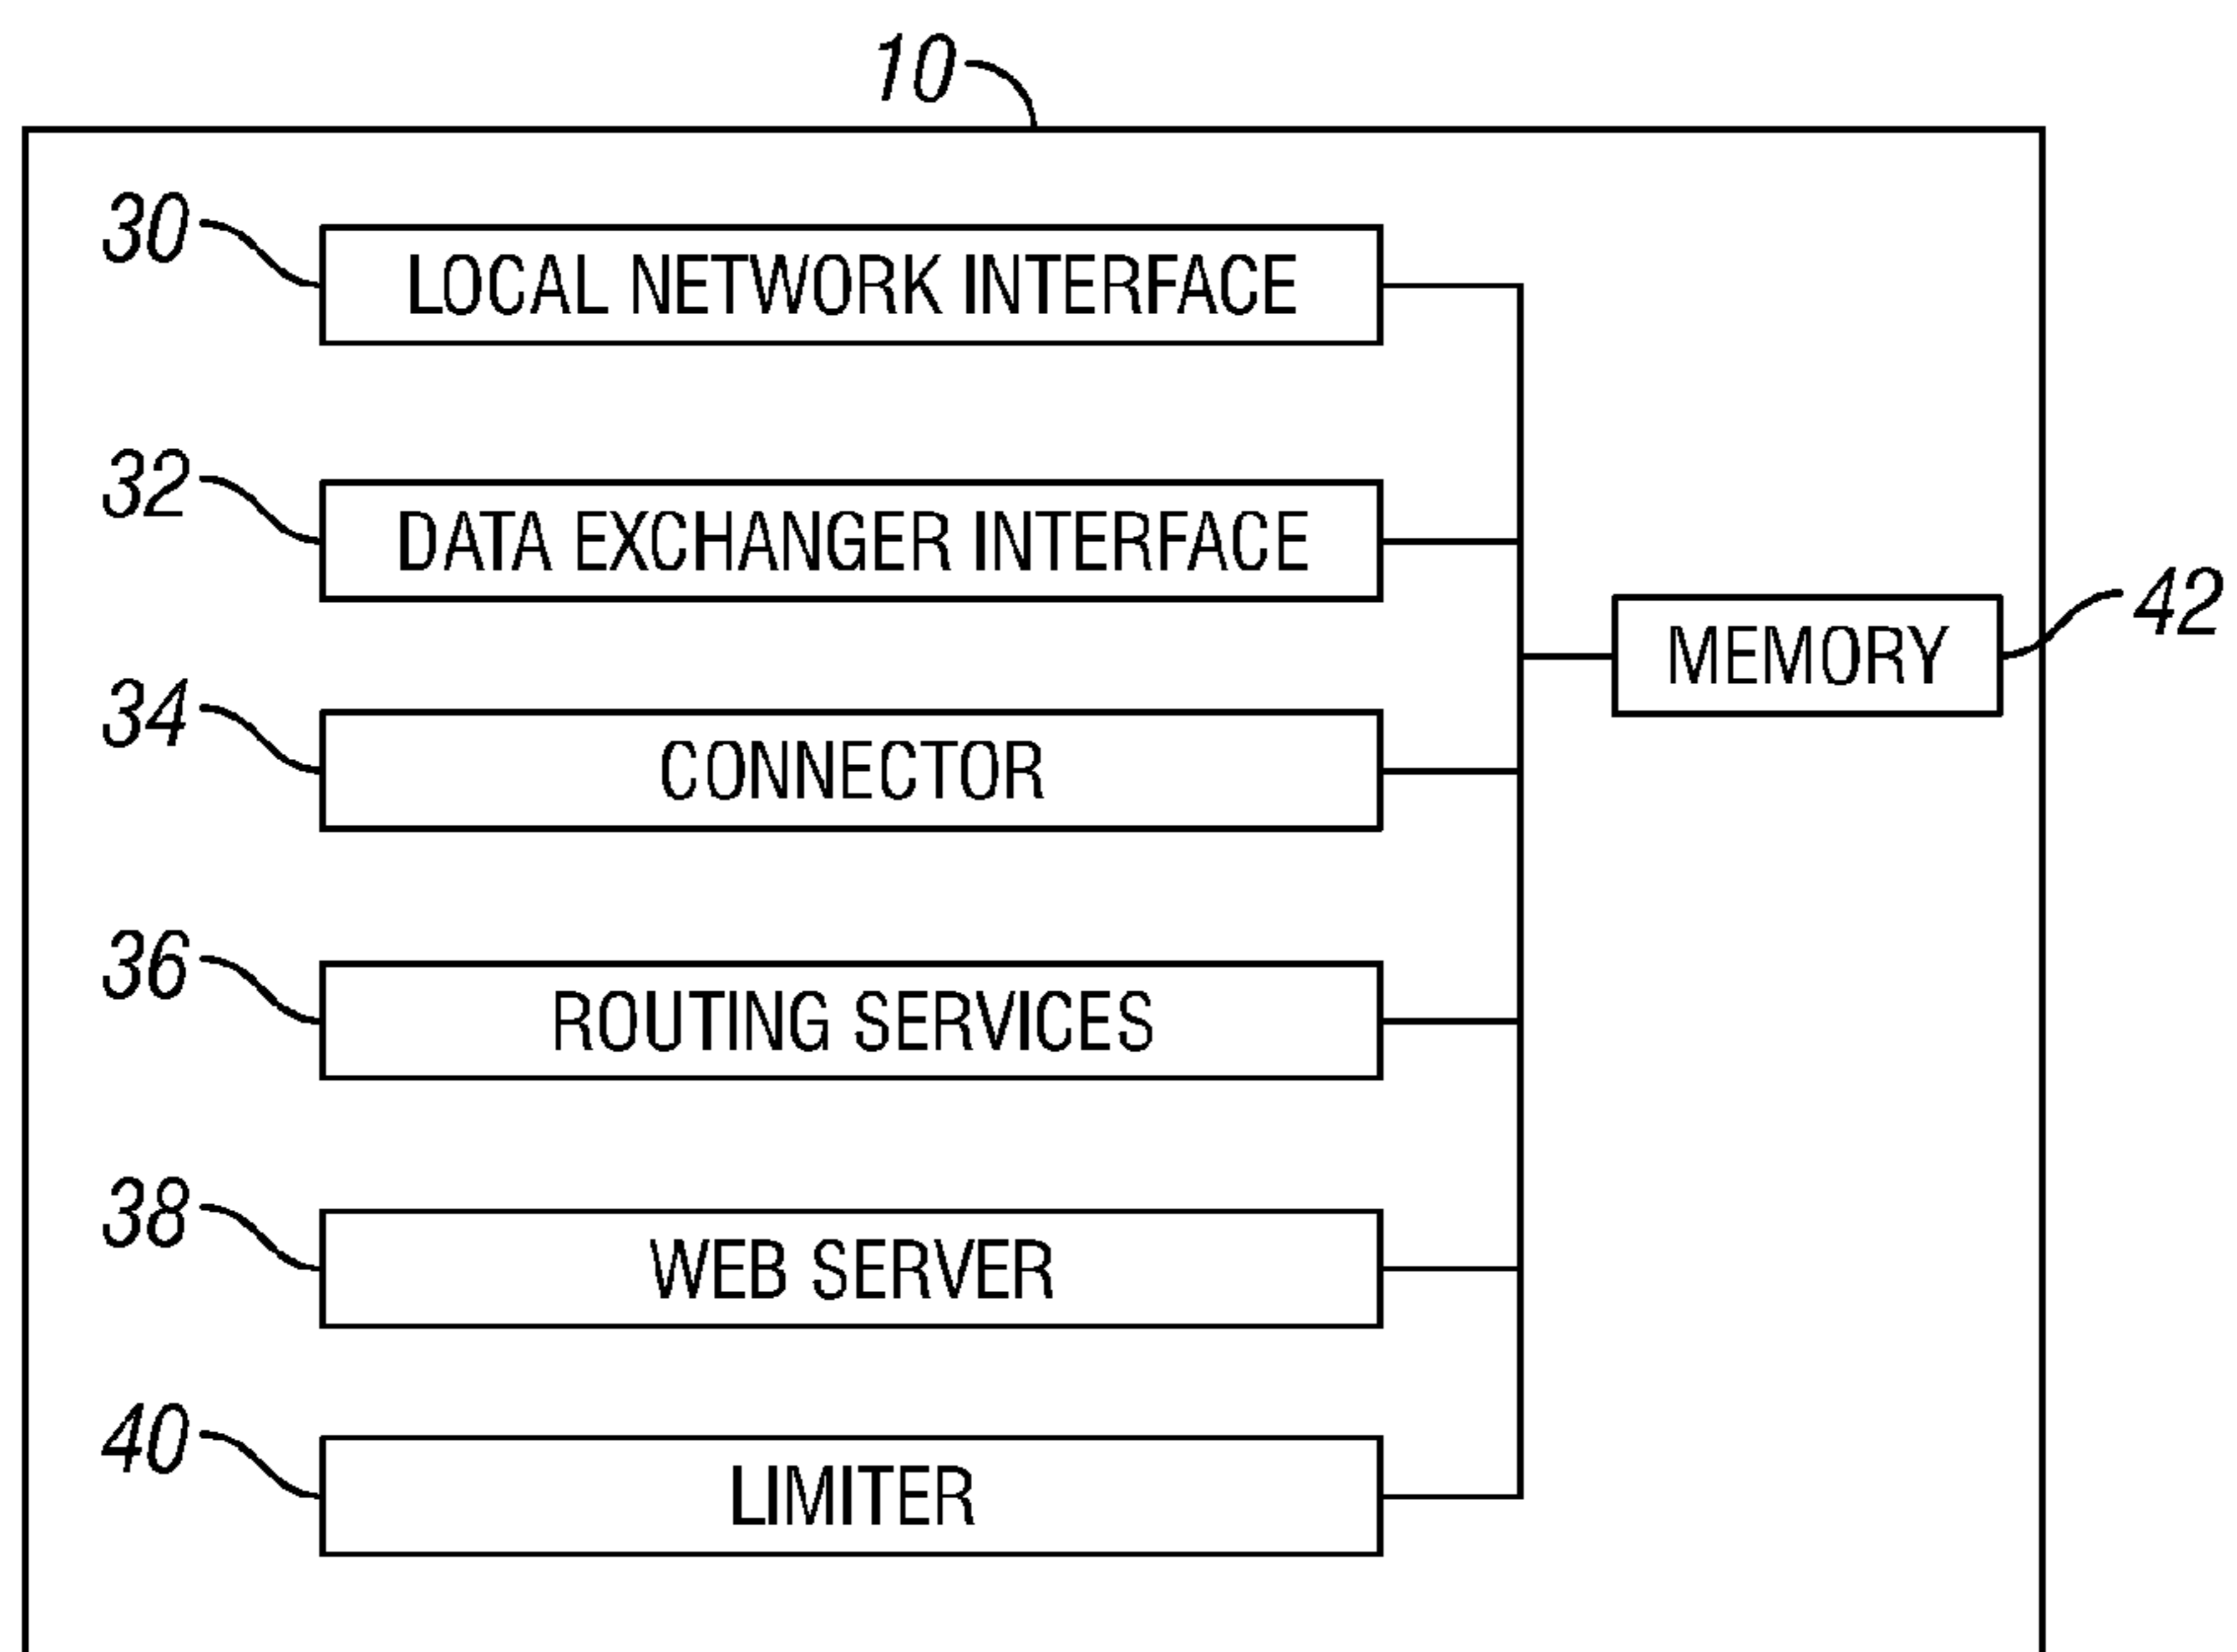 10
30
LOCAL NETWORK INTERFACE
32
DATA EXCHANGER INTERFACE
42
MEMORY
34
CONNECTOR
36
ROUTING SERVICES
38
WEB SERVER
40
LIMITER